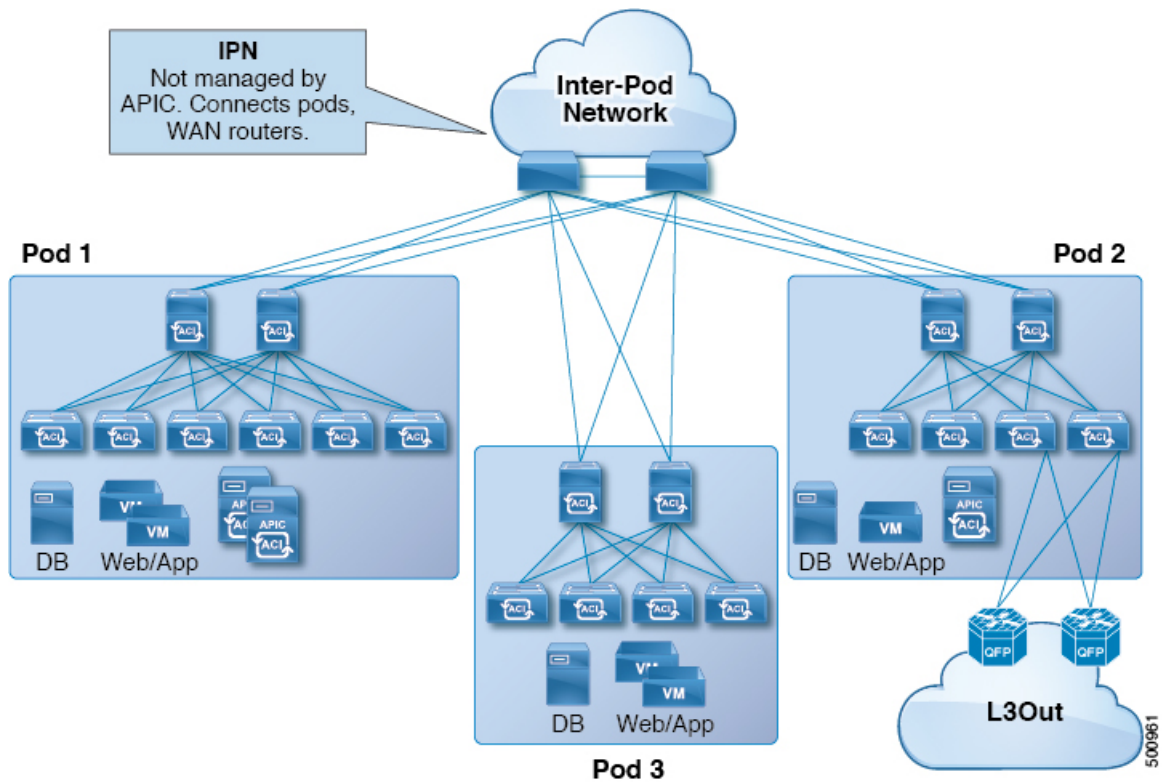 IPN
Not managed by
APIC. Connects pods,
WAN routers.
Inter-Pod
Network
Pod 1
Pod 2
ACI
ACI
ACI
ACI
ACI
ACI
ACI
ACI
ACI
ACI
ACI
ACI
ACI
ACI
VM
VM
APIC
APIC
ACI
DB
Web/App
VM
APIC
ACI
DB
Web/App
ACI
ACI
ACI
ACI
ACI
ACI
VM
VM
DB
Web/App
Pod 3
QFP
QFP
L3Out
500961